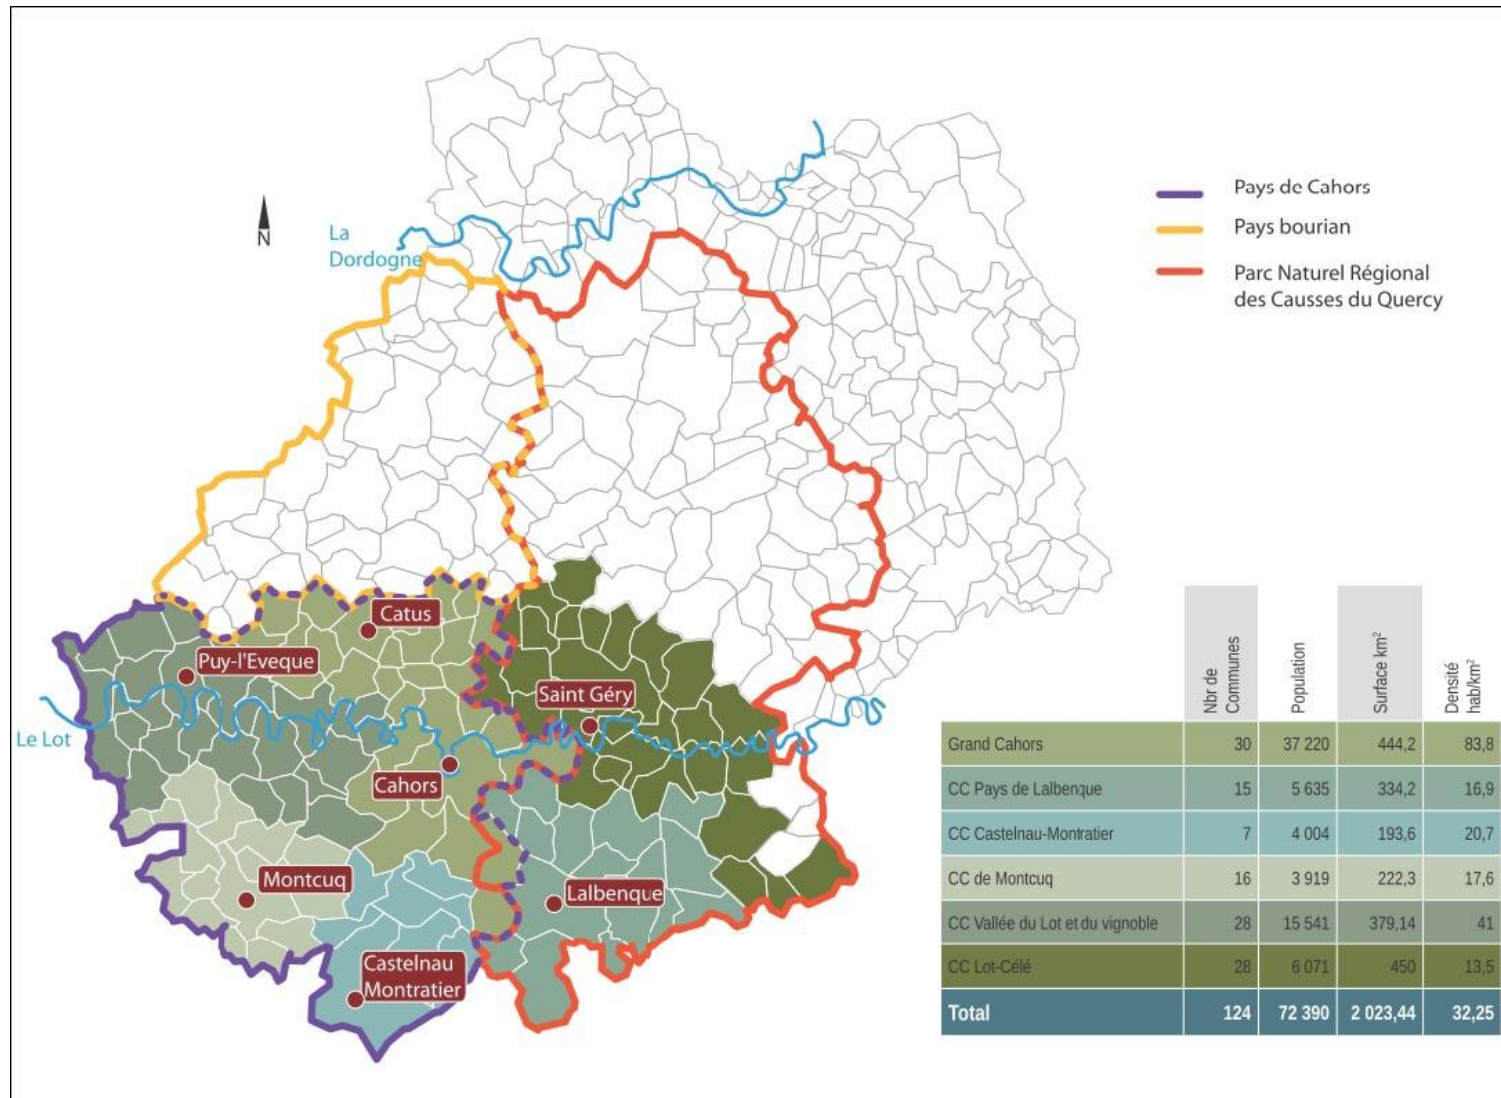 La
Dordogne
N
Pays de Cahors
Pays bourian
Parc Naturel Régional
des Causses du Quercy
Catus
Puy-l'Eveque
Saint Géry
Le Lot
Cahors
Montcuq
Lalbenque
Castelnau
Montratier
Nbr de
Communes
Population
Surface km²
Densité
hab/km²
Grand Cahors 30 37 220 444,2 83,8
CC Pays de Lalbenque 15 5 635 334,2 16,9
CC Castelnau-Montratier 7 4 004 193,6 20,7
CC de Montcuq 16 3 919 222,3 17,6
CC Vallée du Lot et du vignoble 28 15 541 379,14 41
CC Lot-Célé 28 6 071 450 13,5
Total 124 72 390 2 023,44 32,25